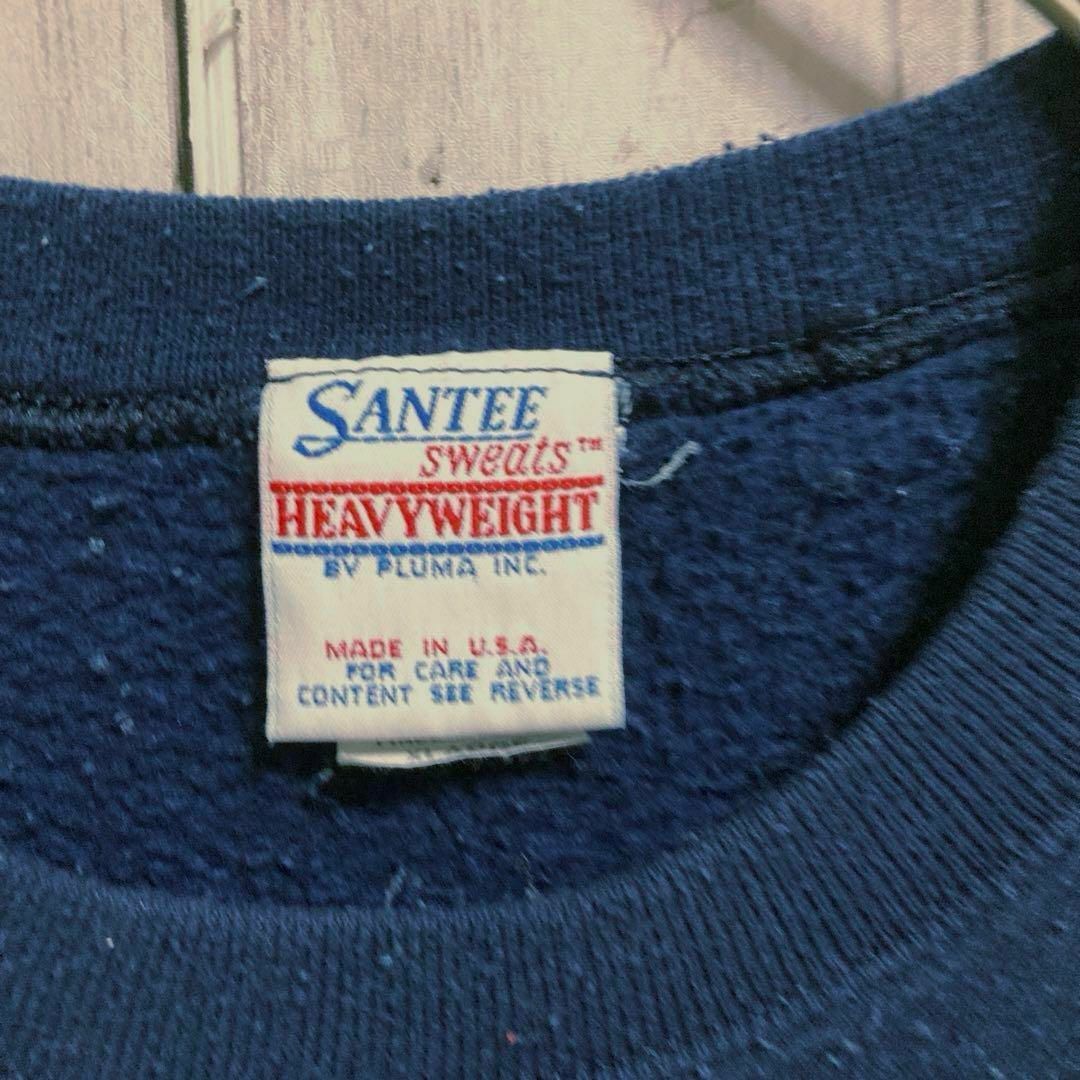 SANTEE
sweats™
HEAVYWEIGHT
BY PLUMA INC.
MADE IN U.S.A.
FOR CARE AND
CONTENT SEE REVERSE